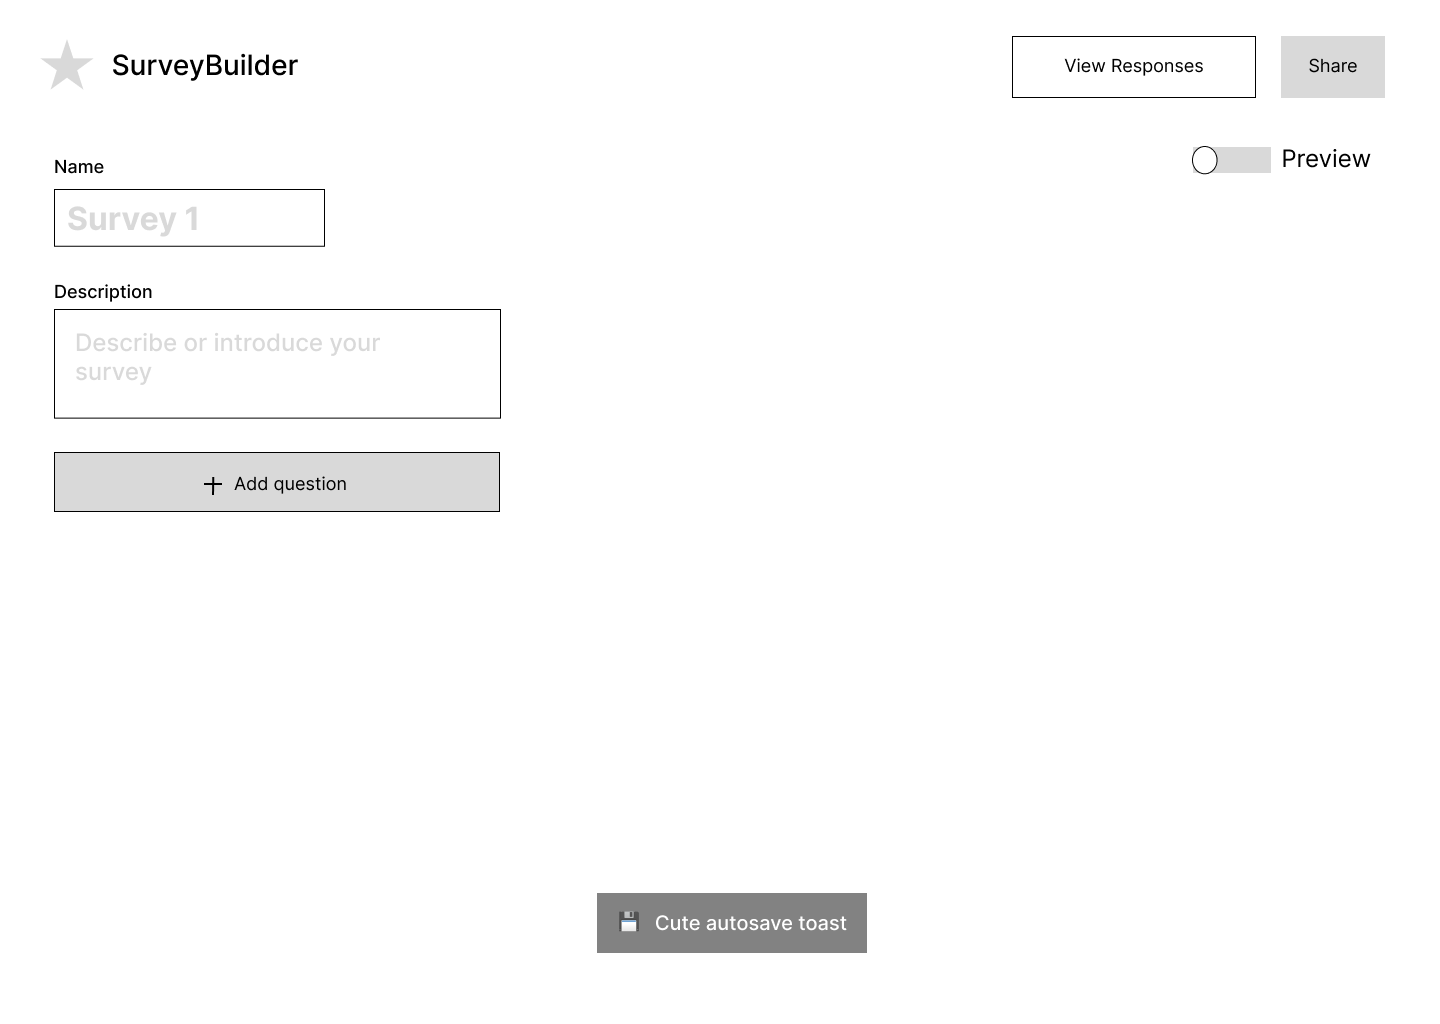 SurveyBuilder
View Responses
Share
Preview
Name
Survey 1
Description
Describe or introduce your
survey
Add question
Cute autosave toast